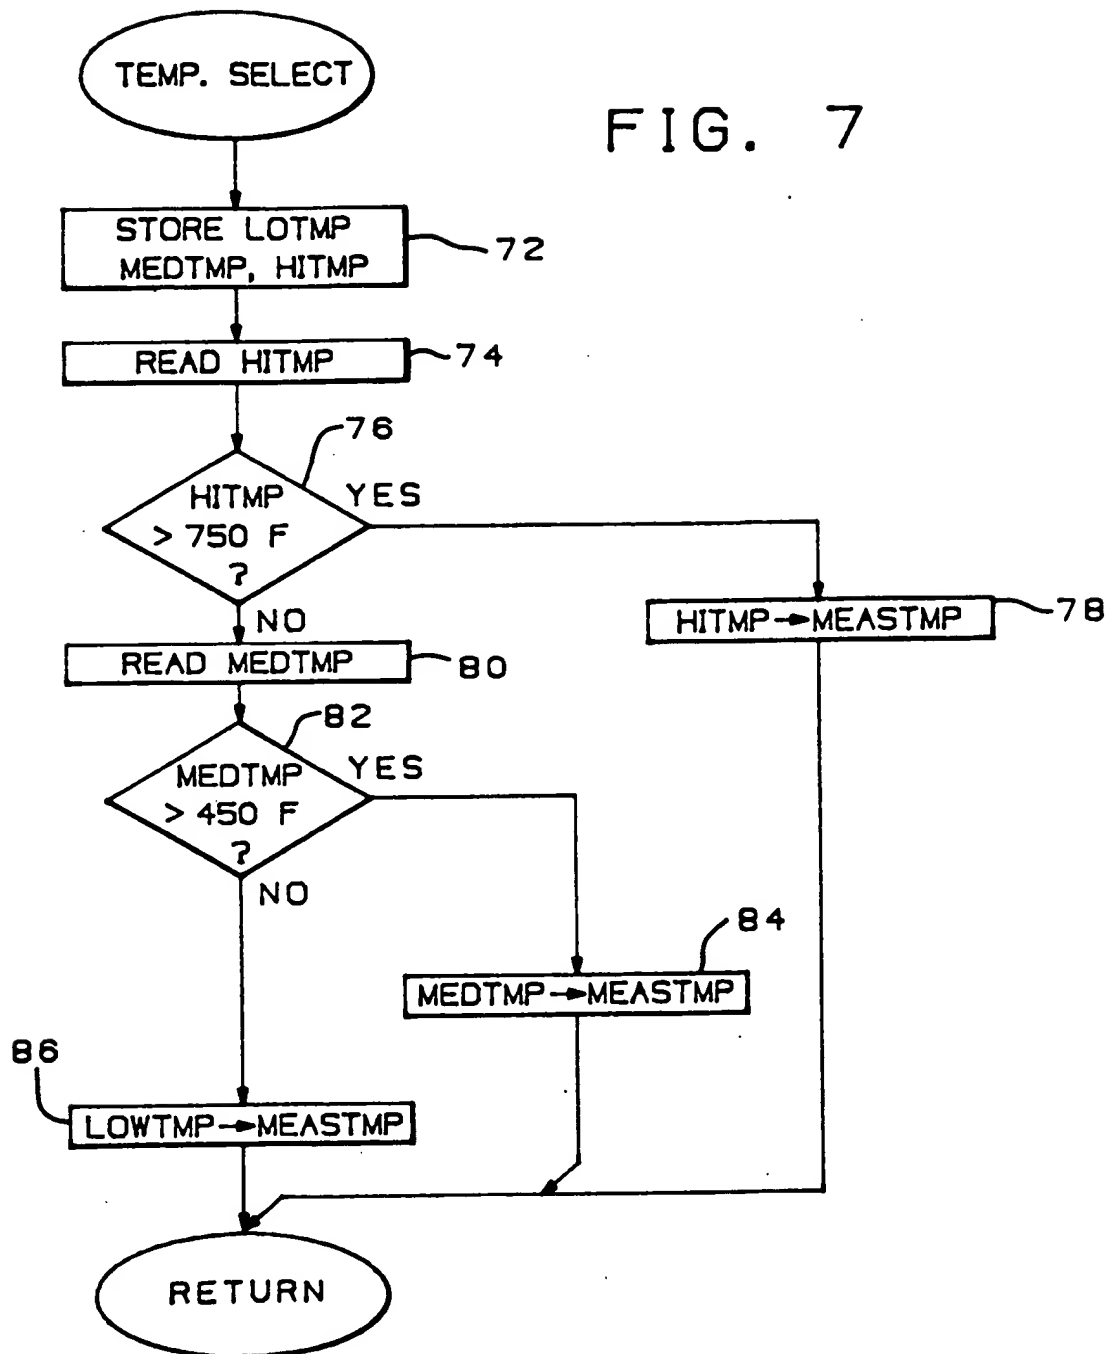 TEMP. SELECT
FIG. 7
STORE LOTMP
MEDTMP, HITMP
72
READ HITMP
74
76
HITMP
> 750 F
?
YES
NO
HITMP→MEASTMP
78
READ MEDTMP
80
82
MEDTMP
> 450 F
?
YES
NO
84
MEDTMP→MEASTMP
86
LOWTMP→MEASTMP
RETURN